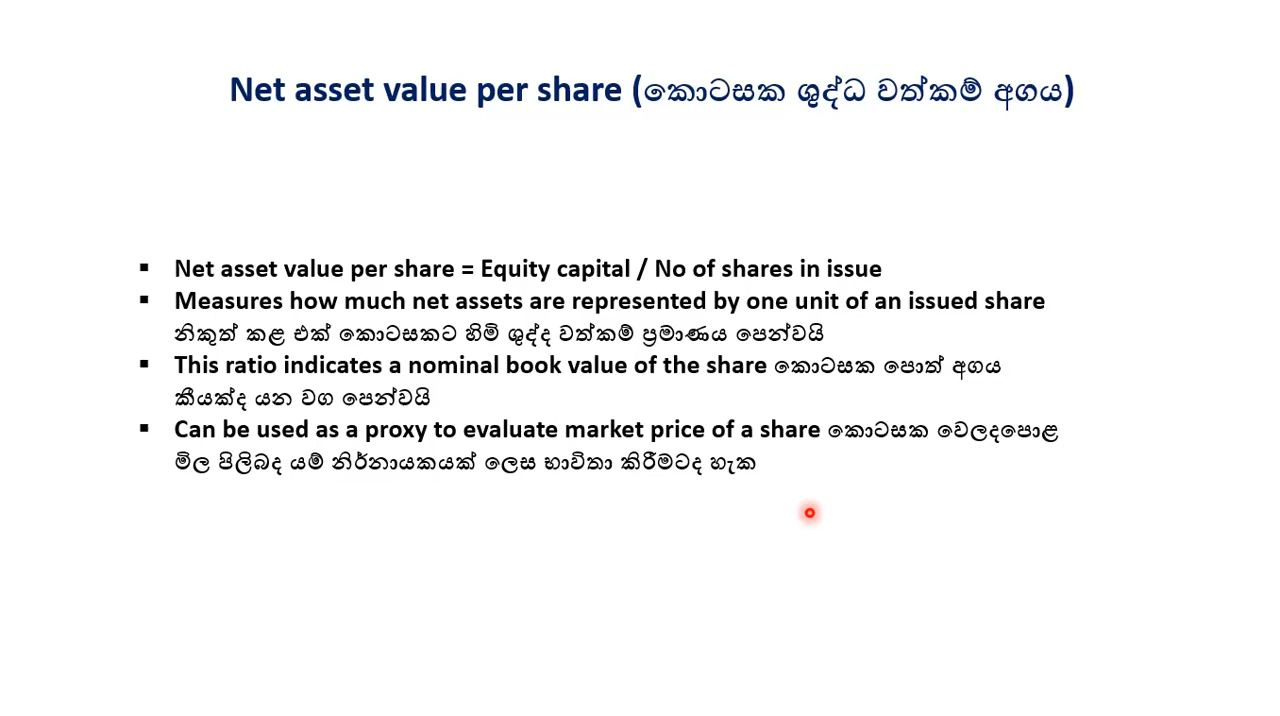 Net asset value per share (කොටසක ශුද්ධ වත්කම් අගය)
▪ Net asset value per share = Equity capital / No of shares in issue
▪ Measures how much net assets are represented by one unit of an issued share
නිකුත් කළ එක් කොටසකට හිමි ශුද්ද වත්කම් ප්‍රමාණය පෙන්වයි
▪ This ratio indicates a nominal book value of the share කොටසක පොත් අගය
කීයක්ද යන වග පෙන්වයි
▪ Can be used as a proxy to evaluate market price of a share කොටසක වෙලදපොළ
මිල පිලිබද යම් නිර්නායකයක් ලෙස භාවිතා කිරීමටද හැක